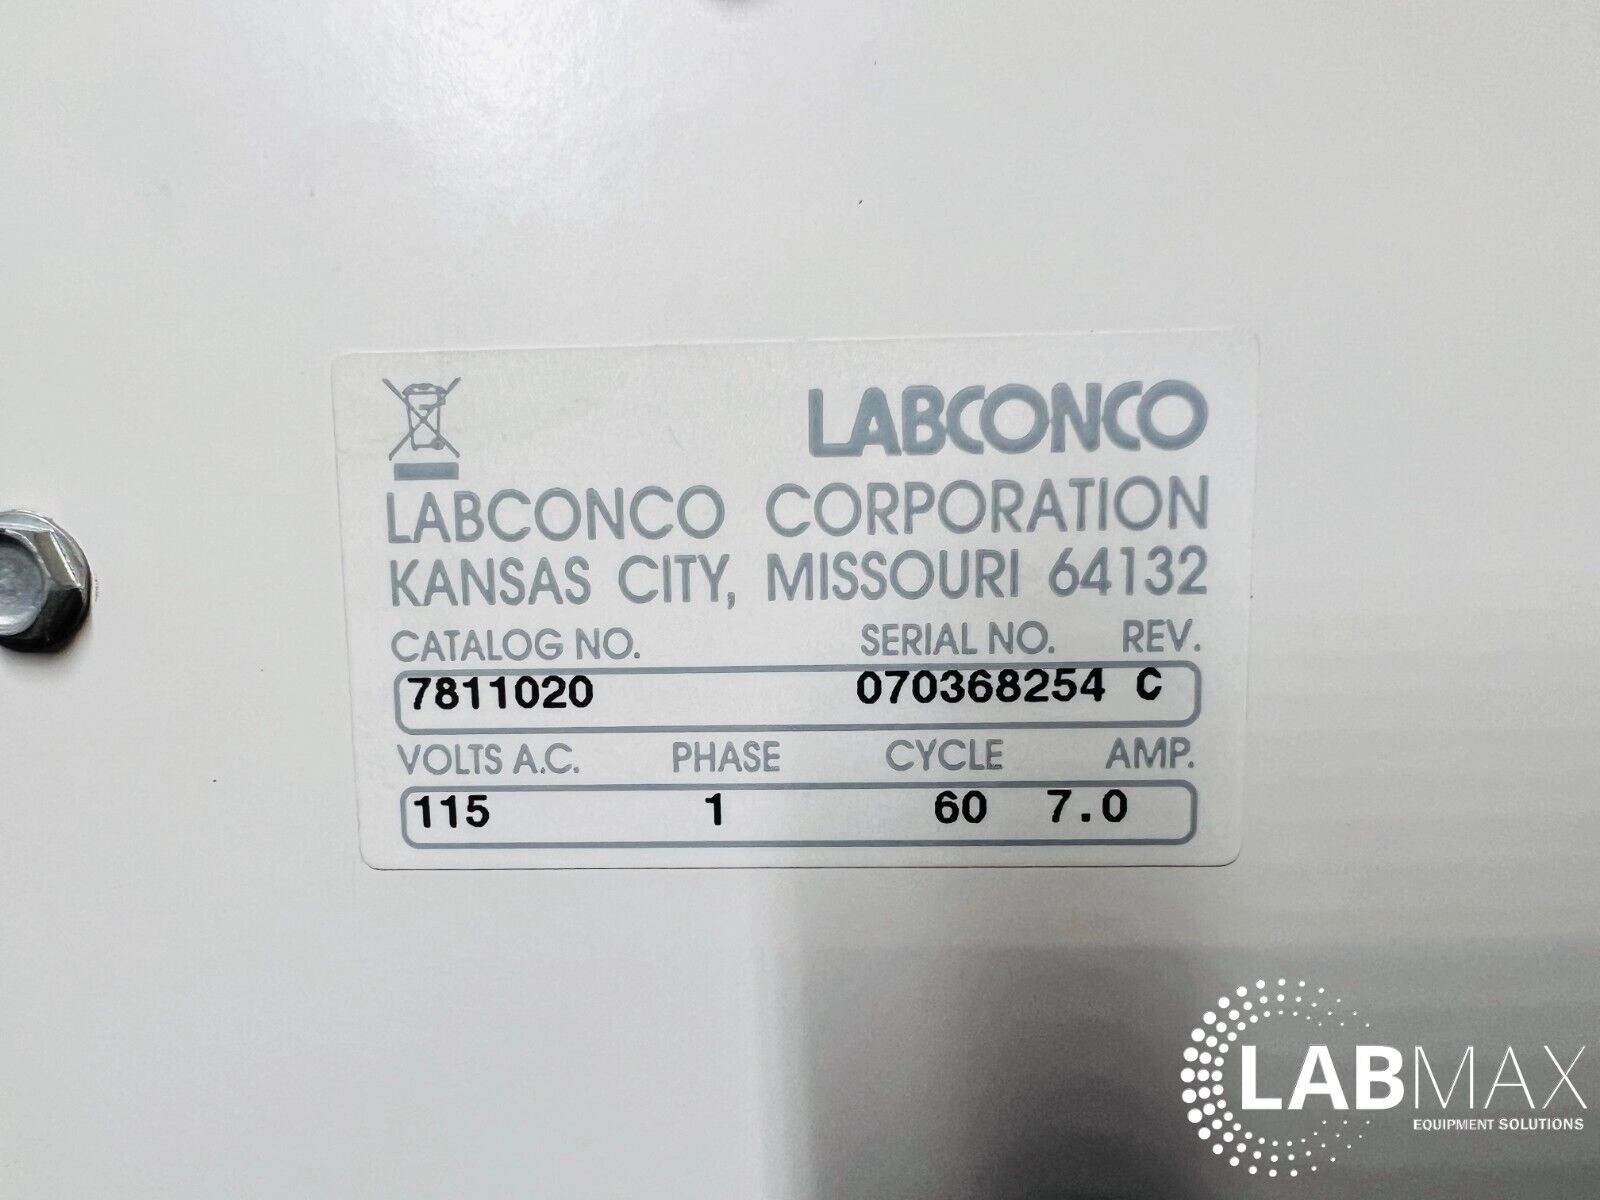 LABCONCO
LABCONCO CORPORATION
KANSAS CITY, MISSOURI 64132
CATALOG NO. SERIAL NO. REV.
7811020 070368254 C
VOLTS A.C. PHASE CYCLE AMP.
115 1 60 7.0
LABMAX
EQUIPMENT SOLUTIONS